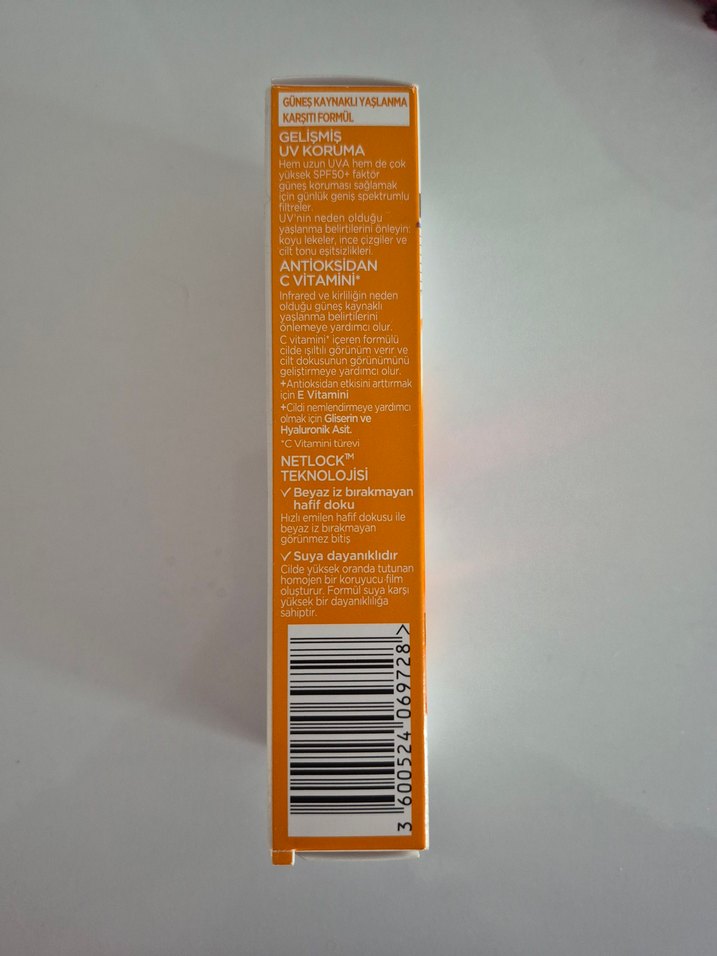 GÜNEŞ KAYNAKLI YAŞLANMA
KARŞITI FORMÜL
GELİŞMİŞ
UV KORUMA
Hem uzun UVA hem de çok
yüksek SPF50+ faktör
güneş koruması sağlamak
için günlük geniş spektrumlu
filtreler.
UV'nin neden olduğu
yaşlanma belirtilerini önleyin:
koyu lekeler, ince çizgiler ve
cilt tonu eşitsizlikleri.
ANTİOKSİDAN
C VİTAMİNİ*
Infrared ve kirliliğin neden
olduğu güneş kaynaklı
yaşlanma belirtilerini
önlemeye yardımcı olur.
C vitamini* içeren formülü
cilde ışıltılı görünüm verir ve
cilt dokusunun görünümünü
geliştirmeye yardımcı olur.
+Antioksidan etkisini arttırmak
için E Vitamini
+Cildi nemlendirmeye yardımcı
olmak için Gliserin ve
Hyaluronik Asit.
*C Vitamini türevi
NETLOCK™
TEKNOLOJİSİ
✓ Beyaz iz bırakmayan
hafif doku
Hızlı emilen hafif dokusu ile
beyaz iz bırakmayan
görünmez bitiş
✓ Suya dayanıklıdır
Cilde yüksek oranda tutunan
homojen bir koruyucu film
oluşturur. Formül suya karşı
yüksek bir dayanıklılığa
sahiptir.
3 600524 069728 >